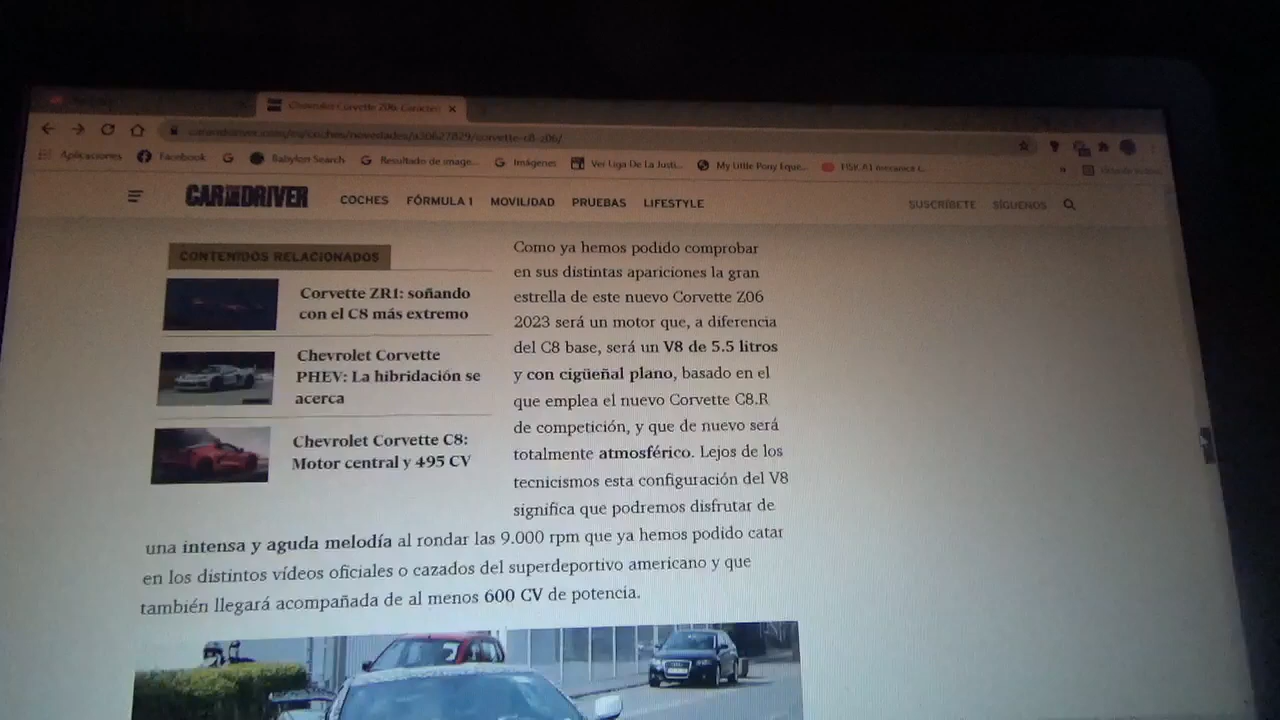 Chevrolet Corvette Z06: Caracterí
caranddriver.com/es/coches/novedades/a30627829/corvette-c8-z06/
Aplicaciones Facebook Babylon Search Resultado de image... Imágenes Ver Liga De La Justi... My Little Pony Eque...
CAR AND DRIVER COCHES FÓRMULA 1 MOVILIDAD PRUEBAS LIFESTYLE SUSCRÍBETE SÍGUENOS
CONTENIDOS RELACIONADOS
Corvette ZR1: soñando
con el C8 más extremo
Chevrolet Corvette
PHEV: La hibridación se
acerca
Chevrolet Corvette C8:
Motor central y 495 CV
Como ya hemos podido comprobar
en sus distintas apariciones la gran
estrella de este nuevo Corvette Z06
2023 será un motor que, a diferencia
del C8 base, será un V8 de 5.5 litros
y con cigüeñal plano, basado en el
que emplea el nuevo Corvette C8.R
de competición, y que de nuevo será
totalmente atmosférico. Lejos de los
tecnicismos esta configuración del V8
significa que podremos disfrutar de
una intensa y aguda melodía al rondar las 9.000 rpm que ya hemos podido catar
en los distintos vídeos oficiales o cazados del superdeportivo americano y que
también llegará acompañada de al menos 600 CV de potencia.